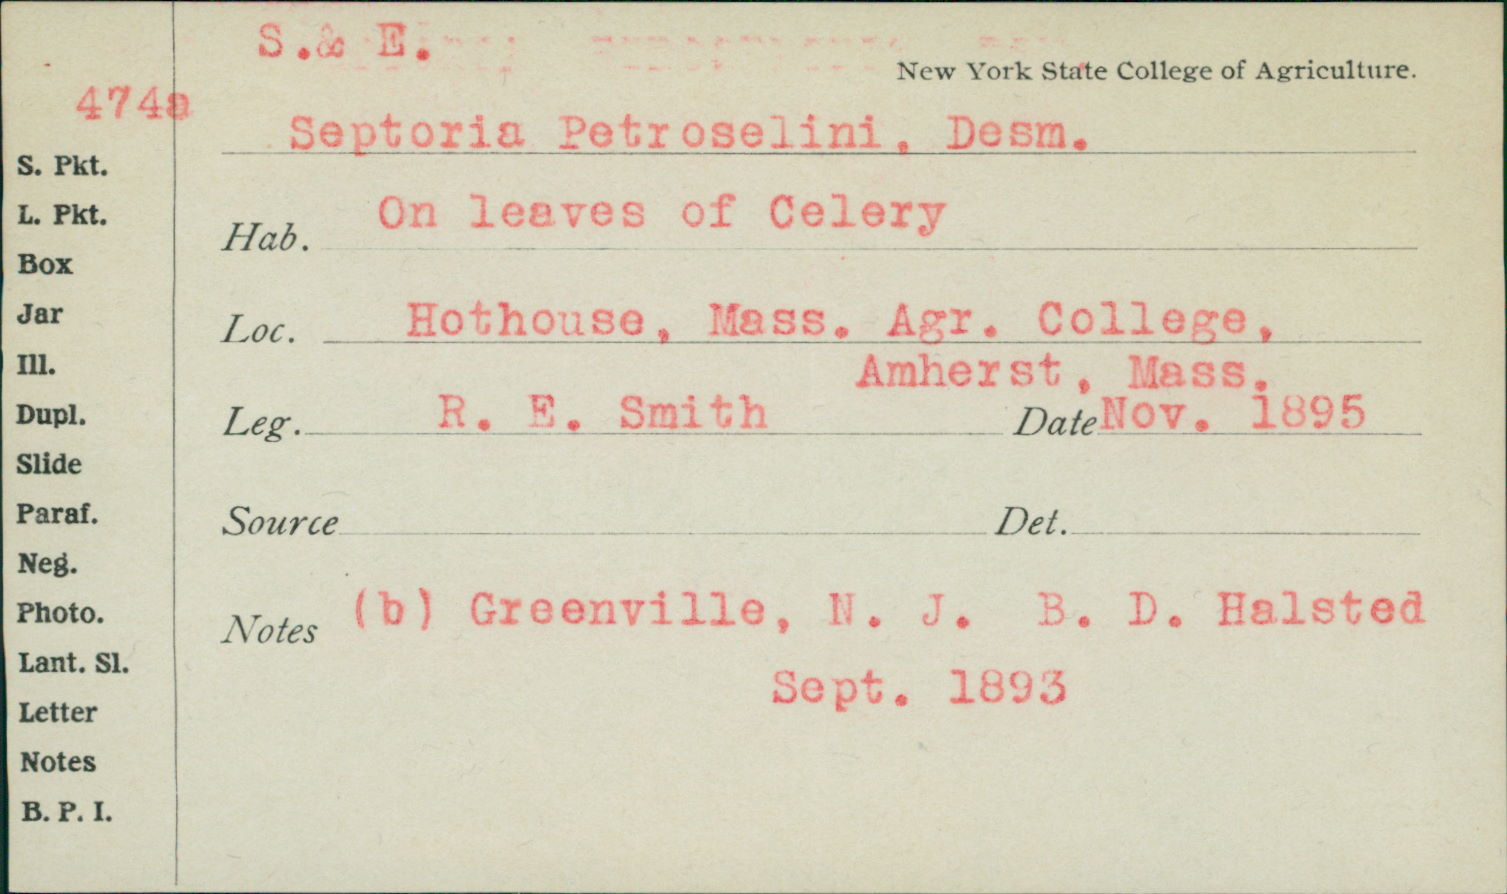 S.& E.
New York State College of Agriculture.
474a
Septoria Petroselini, Desm.
S. Pkt.
L. Pkt.
Hab. On leaves of Celery
Box
Jar
Loc. Hothouse, Mass. Agr. College,
Ill.
Amherst, Mass.
Dupl.
Leg. R. E. Smith Date Nov. 1895
Slide
Paraf.
Source Det.
Neg.
Photo.
Notes (b) Greenville, N. J. B. D. Halsted
Lant. Sl.
Sept. 1893
Letter
Notes
B. P. I.